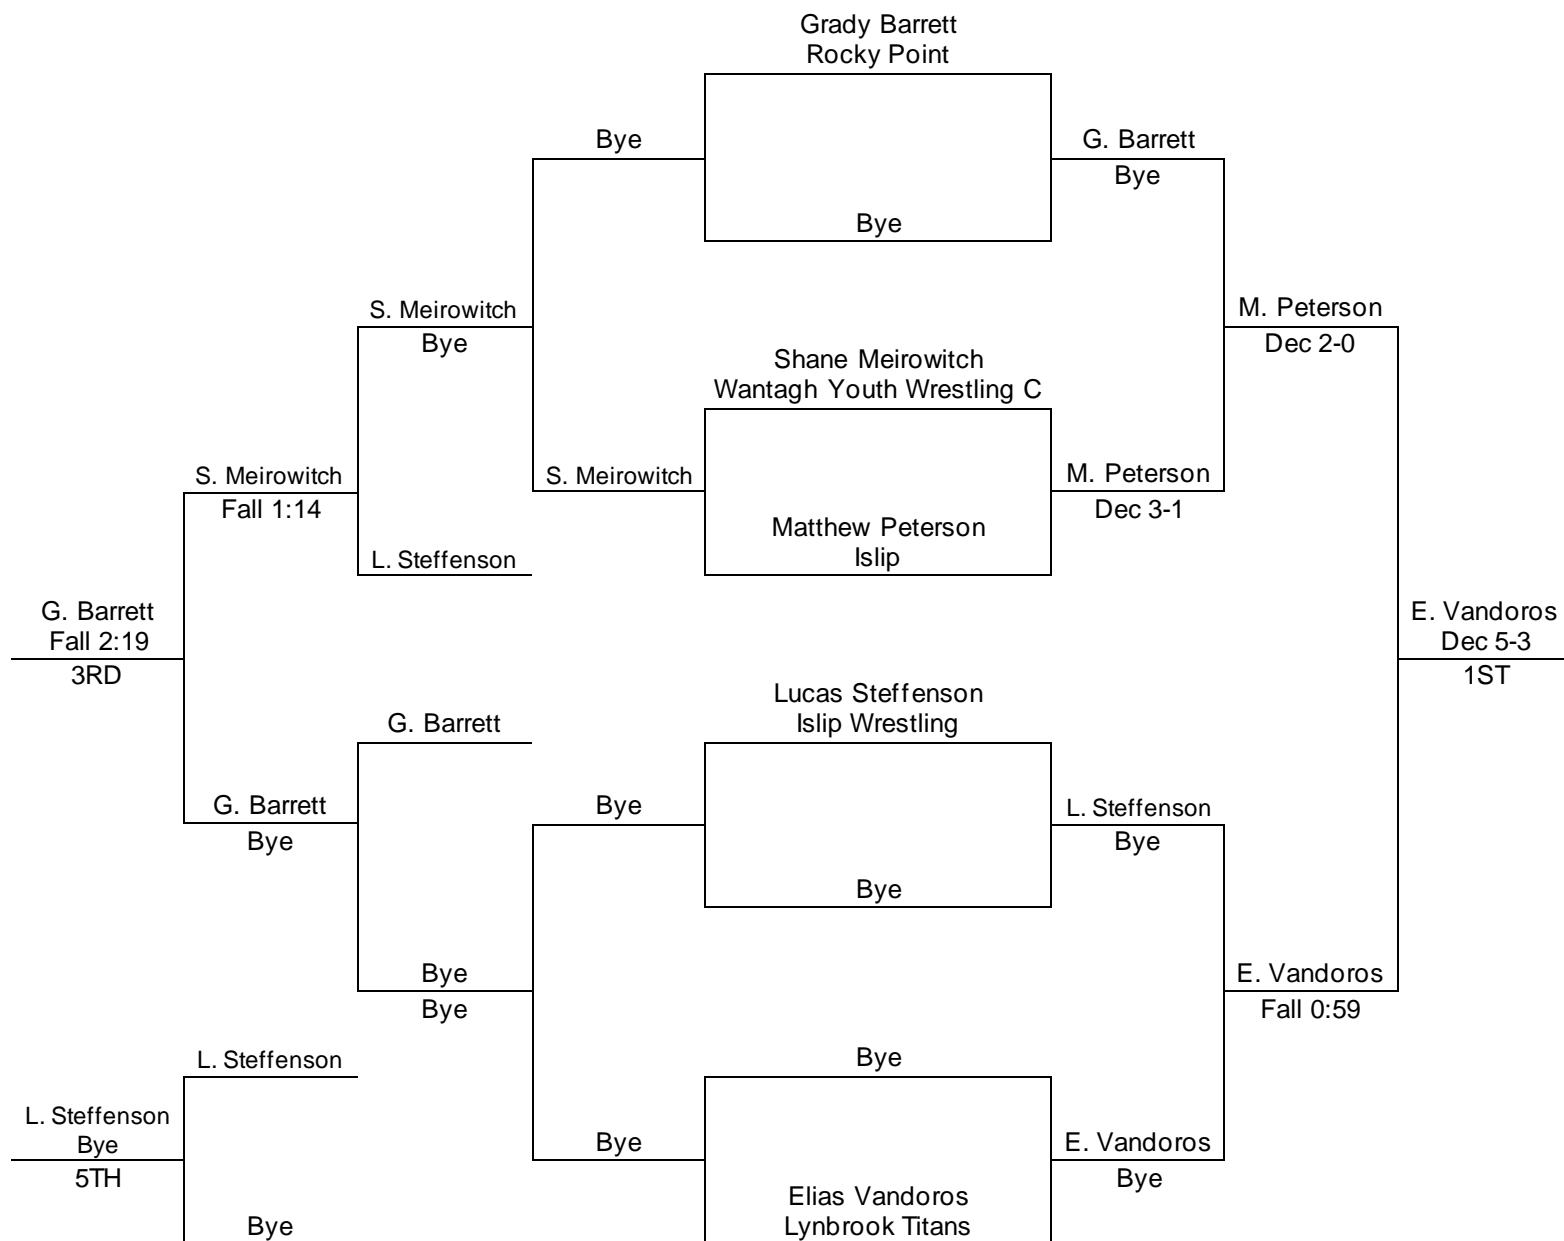 Grady Barrett
Rocky Point
Bye
G. Barrett
Bye
Bye
S. Meirowitch
Bye
M. Peterson
Dec 2-0
Shane Meirowitch
Wantagh Youth Wrestling C
S. Meirowitch
Fall 1:14
S. Meirowitch
M. Peterson
Dec 3-1
Matthew Peterson
Islip
L. Steffenson
G. Barrett
Fall 2:19
3RD
E. Vandoros
Dec 5-3
1ST
Lucas Steffenson
Islip Wrestling
G. Barrett
G. Barrett
Bye
Bye
L. Steffenson
Bye
Bye
Bye
Bye
E. Vandoros
Fall 0:59
L. Steffenson
Bye
L. Steffenson
Bye
5TH
Bye
E. Vandoros
Bye
Elias Vandoros
Lynbrook Titans
Bye